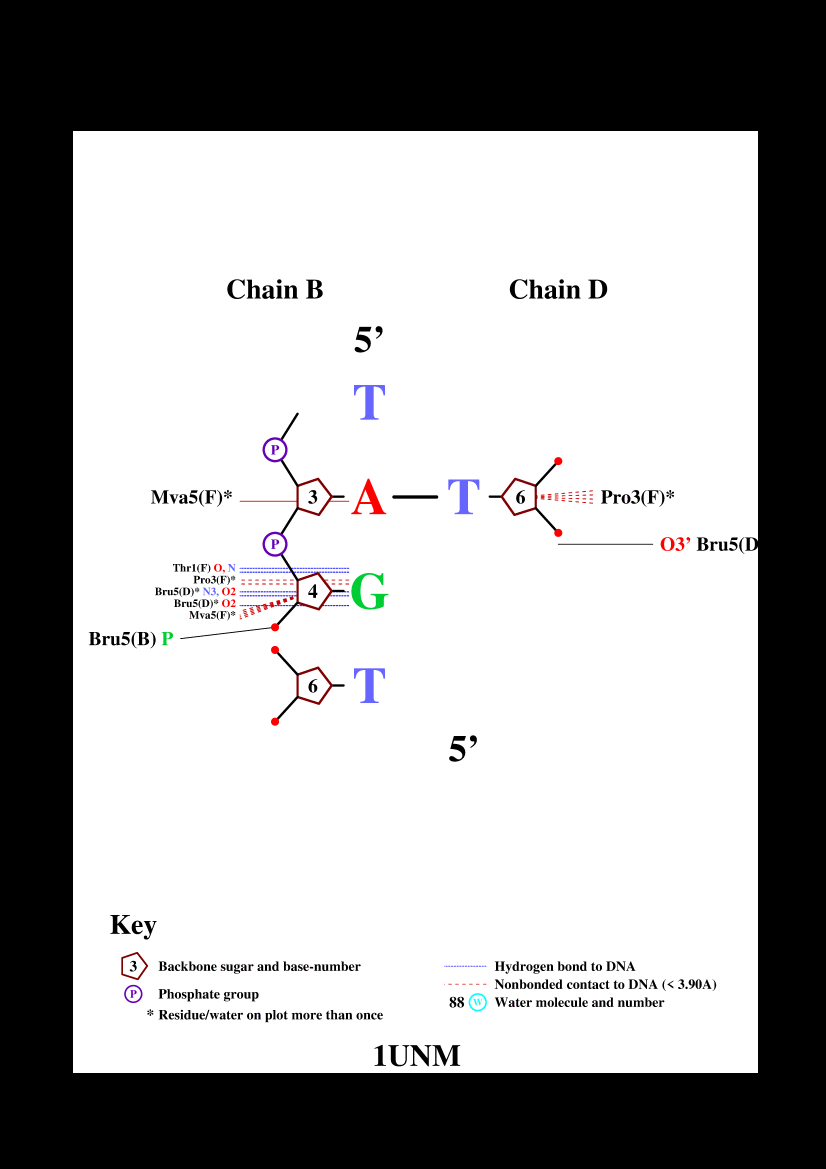 Chain B Chain D
5’
T
P
Mva5(F)* 3 A T 6 Pro3(F)*
P O3’ Bru5(D
Thr1(F) O, N
Pro3(F)*
Bru5(D)* N3, O2 4 G
Bru5(D)* O2
Mva5(F)*
Bru5(B) P
6 T
5’
Key
3 Backbone sugar and base-number
P Phosphate group
* Residue/water on plot more than once
Hydrogen bond to DNA
Nonbonded contact to DNA (< 3.90A)
88 W Water molecule and number
1UNM